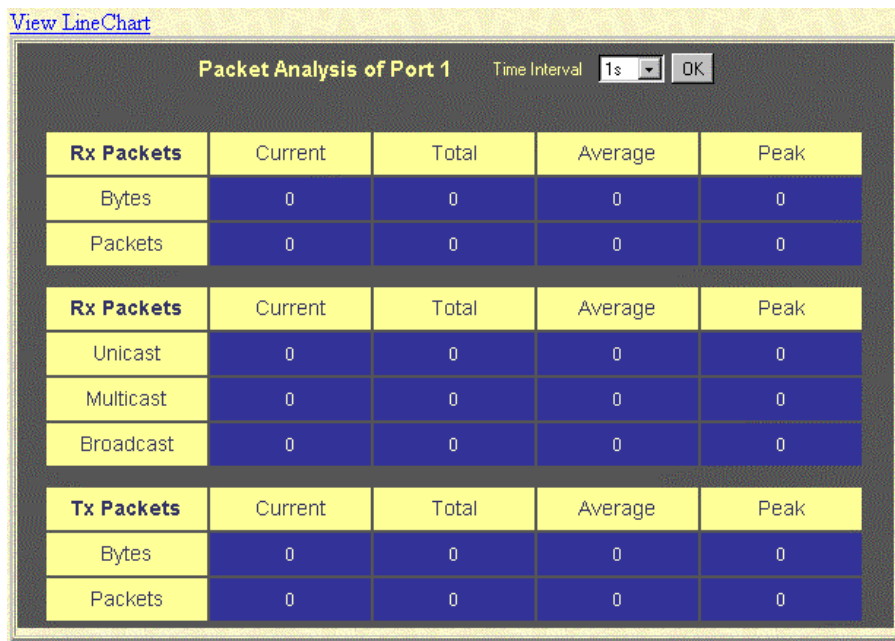 View LineChart
Packet Analysis of Port 1 Time Interval 1s OK
Rx Packets Current Total Average Peak
Bytes 0 0 0 0
Packets 0 0 0 0
Rx Packets Current Total Average Peak
Unicast 0 0 0 0
Multicast 0 0 0 0
Broadcast 0 0 0 0
Tx Packets Current Total Average Peak
Bytes 0 0 0 0
Packets 0 0 0 0